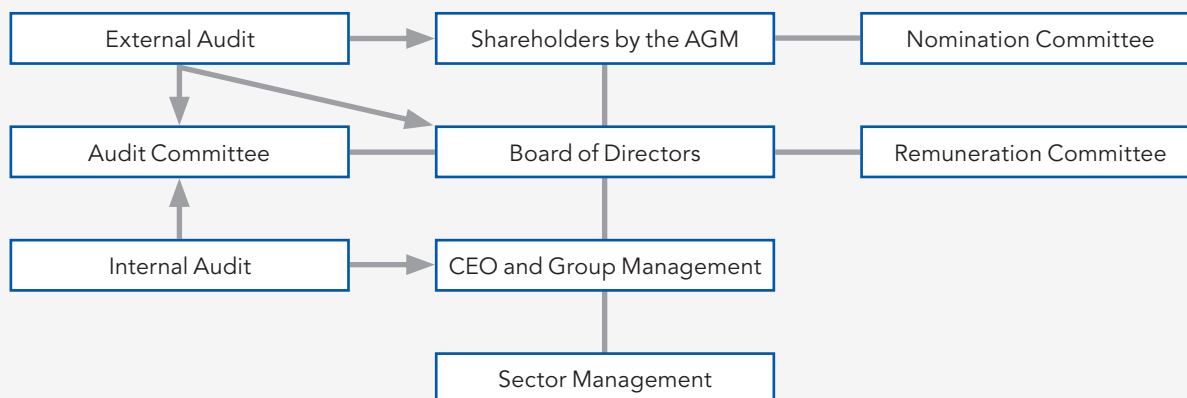 External Audit
Shareholders by the AGM
Nomination Committee
Audit Committee
Board of Directors
Remuneration Committee
Internal Audit
CEO and Group Management
Sector Management